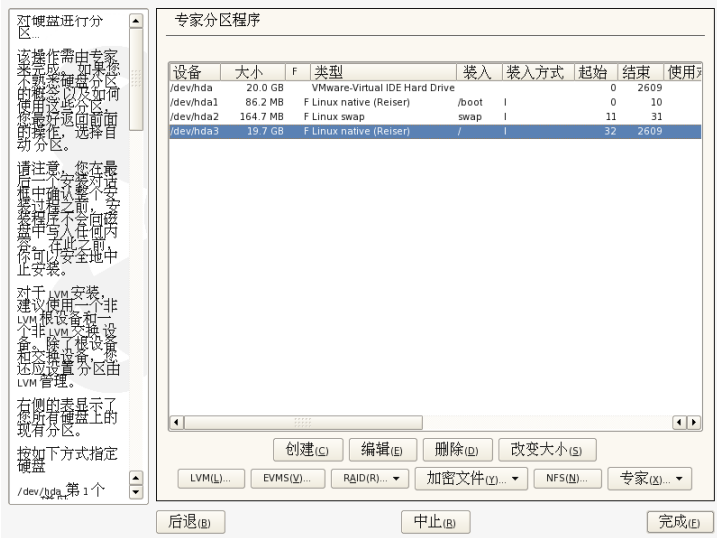 对硬盘进行分
区...
该操作需由专家
来完成。如果您
不熟悉硬盘分区
的概念以及如何
使用这些分区，
您最好返回前面
的操作，选择自
动 分区。
请注意，您在最
后一个安装对话
框中确认整个安
装过程之前，安
装程序不会向磁
盘中写入任何内
容。 在此之前，
你可以安全地中
止安装。
对于 LVM 安装，
建议使用一个非
LVM 根设备和一
个非 LVM 交换 设
备。除了根设备
和交换设备，您
还应设置 分区由
LVM 管理。
右侧的表显示了
您所有硬盘上的
现有分区。
按如下方式指定
硬盘
/dev/hda 第 1 个
专家分区程序
设备 大小 F 类型 装入 装入方式 起始 结束 使用
/dev/hda 20.0 GB VMware-Virtual IDE Hard Drive 0 2609
/dev/hda1 86.2 MB F Linux native (Reiser) /boot I 0 10
/dev/hda2 164.7 MB F Linux swap swap I 11 31
/dev/hda3 19.7 GB F Linux native (Reiser) / I 32 2609
创建(C) 编辑(E) 删除(D) 改变大小(S)
LVM(L)... EVMS(V)... RAID(R)... 加密文件(Y)... NFS(N)... 专家(X)...
后退(B) 中止(R) 完成(F)